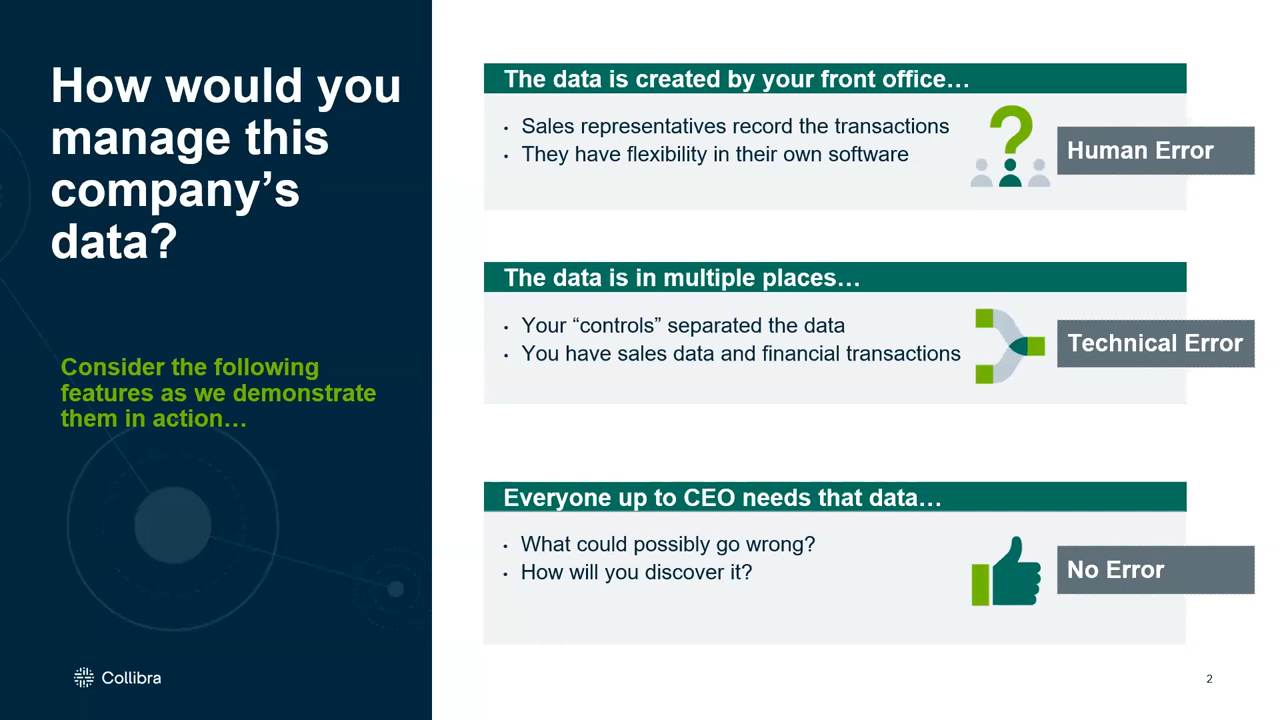 How would you
manage this
company’s
data?
Consider the following
features as we demonstrate
them in action…
Collibra
The data is created by your front office…
• Sales representatives record the transactions
• They have flexibility in their own software
Human Error
The data is in multiple places…
• Your “controls” separated the data
• You have sales data and financial transactions
Technical Error
Everyone up to CEO needs that data…
• What could possibly go wrong?
• How will you discover it?
No Error
2